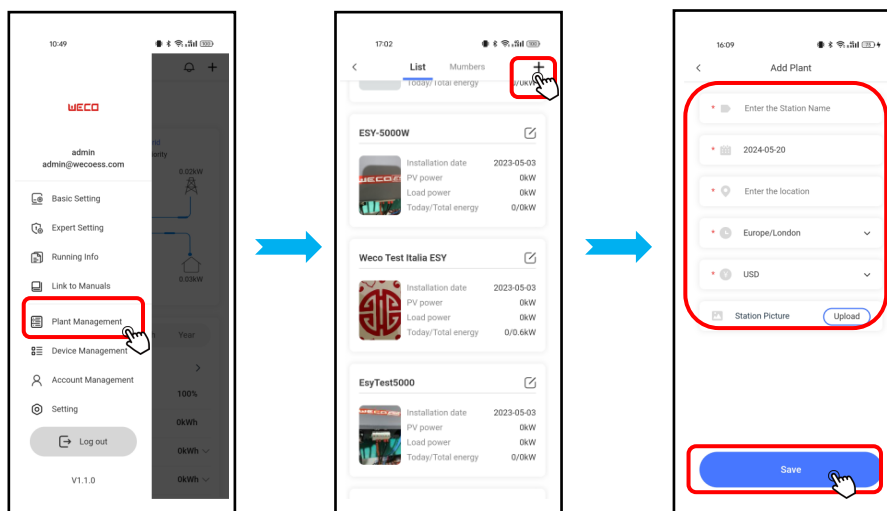 10:49
WECO
admin
admin@wecoess.com
Basic Setting
Expert Setting
Running Info
Link to Manuals
Plant Management
Device Management
Account Management
Setting
Log out
V1.1.0
0.02kW
0.03kW
Year
100%
0kWh
0kWh
0kWh
17:02
List Mumbers
Today/Total energy 0/0kW
ESY-5000W
Installation date 2023-05-03
PV power 0kW
Load power 0kW
Today/Total energy 0/0kW
Weco Test Italia ESY
Installation date 2023-05-03
PV power 0kW
Load power 0kW
Today/Total energy 0/0.6kW
EsyTest5000
Installation date 2023-05-03
PV power 0kW
Load power 0kW
Today/Total energy 0/0kW
16:09
Add Plant
* Enter the Station Name
* 2024-05-20
* Enter the location
* Europe/London
* USD
Station Picture Upload
Save